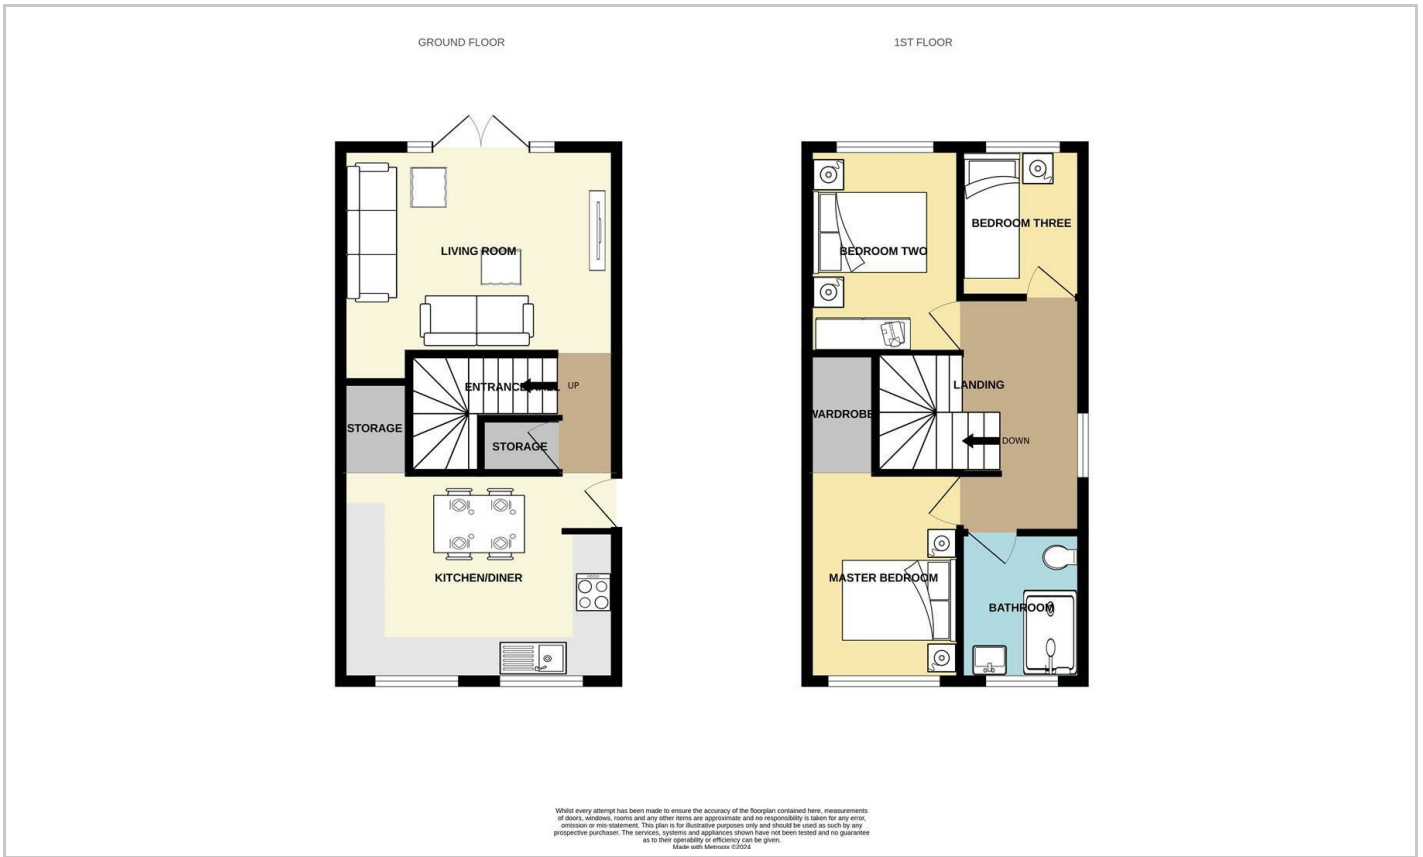 GROUND FLOOR
1ST FLOOR
LIVING ROOM
ENTRANCE HALL
UP
STORAGE
STORAGE
KITCHEN/DINER
BEDROOM TWO
BEDROOM THREE
LANDING
WARDROBE
DOWN
MASTER BEDROOM
BATHROOM
Whilst every attempt has been made to ensure the accuracy of the floorplan contained here, measurements
of doors, windows, rooms and any other items are approximate and no responsibility is taken for any error,
omission or mis-statement. This plan is for illustrative purposes only and should be used as such by any
prospective purchaser. The services, systems and appliances shown have not been tested and no guarantee
as to their operability or efficiency can be given.
Made with Metropix ©2024